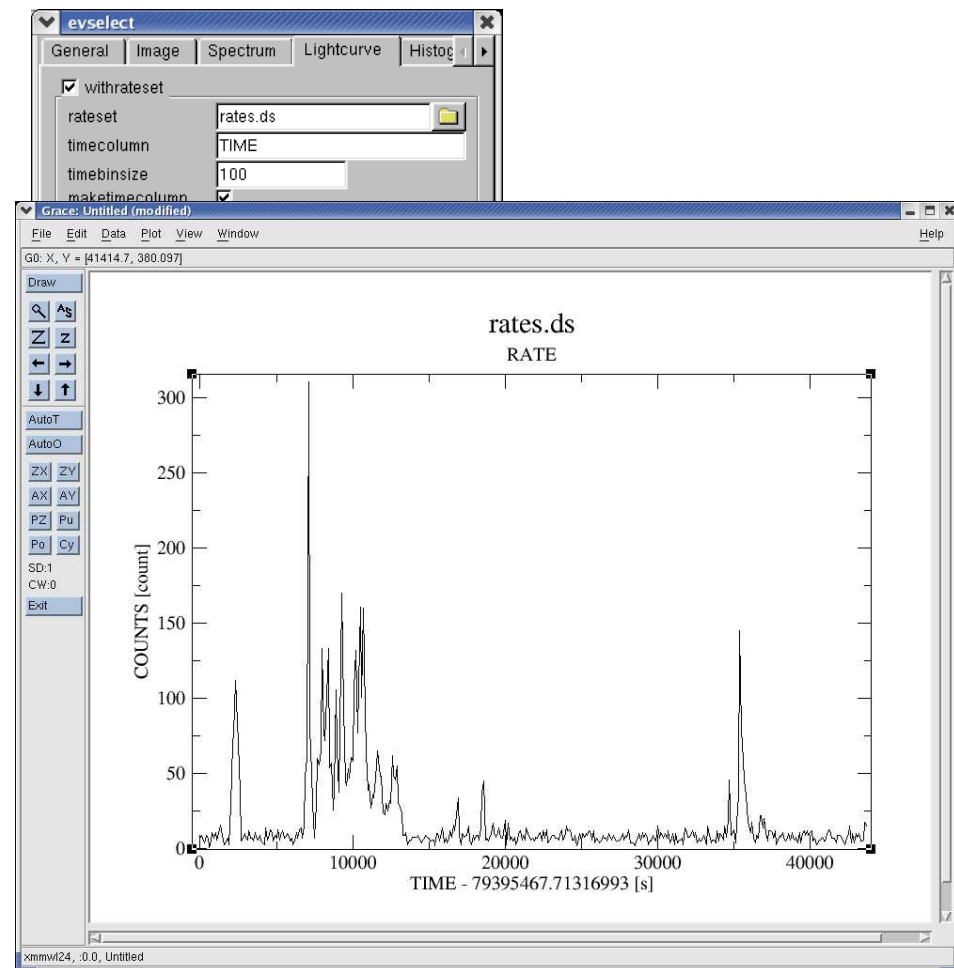 evselect
General Image Spectrum Lightcurve Histog
withrateset
rateset rates.ds
timecolumn TIME
timebinsize 100
maketimecolumn
Grace: Untitled (modified)
File Edit Data Plot View Window Help
G0: X, Y = [41414.7, 380.097]
Draw
AS
Z z
AutoT
AutoO
ZX ZY
AX AY
PZ Pu
Po Cy
SD:1
CW:0
Exit
rates.ds
RATE
COUNTS [count]
300
250
200
150
100
50
0
0 10000 20000 30000 40000
TIME - 79395467.71316993 [s]
xmmwl24, :0.0, Untitled